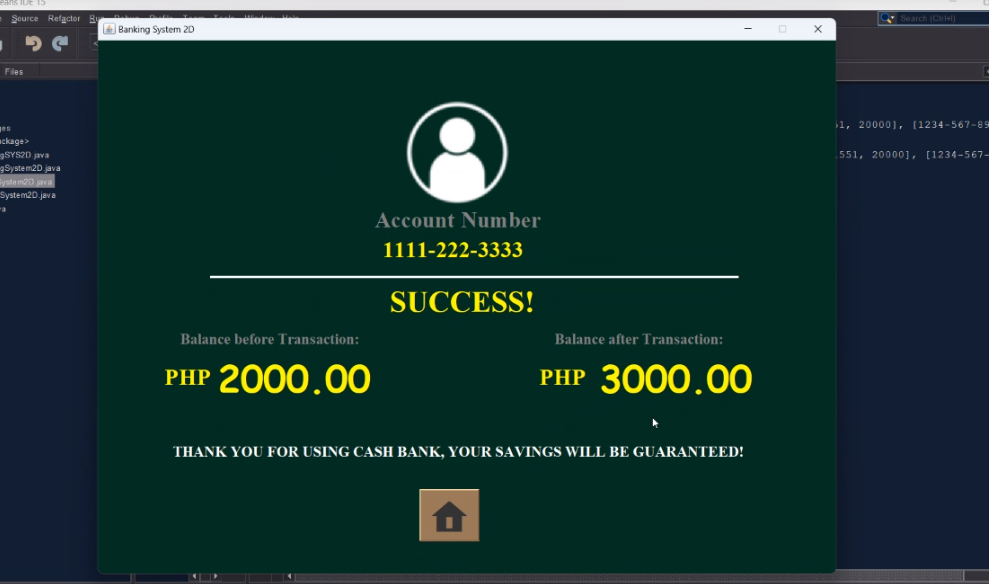 eans IDE 15
Source Refactor Run Debug Profile Team Tools Window Help
Search (Ctrl+I)
Banking System 2D
Files
ges
ckage>
gSYS2D.java
gSystem2D.java
System2D.java
System2D.java
va
Account Number
1111-222-3333
SUCCESS!
Balance before Transaction: Balance after Transaction:
PHP 2000.00 PHP 3000.00
THANK YOU FOR USING CASH BANK, YOUR SAVINGS WILL BE GUARANTEED!
1, 20000], [1234-567-89
551, 20000], [1234-567-